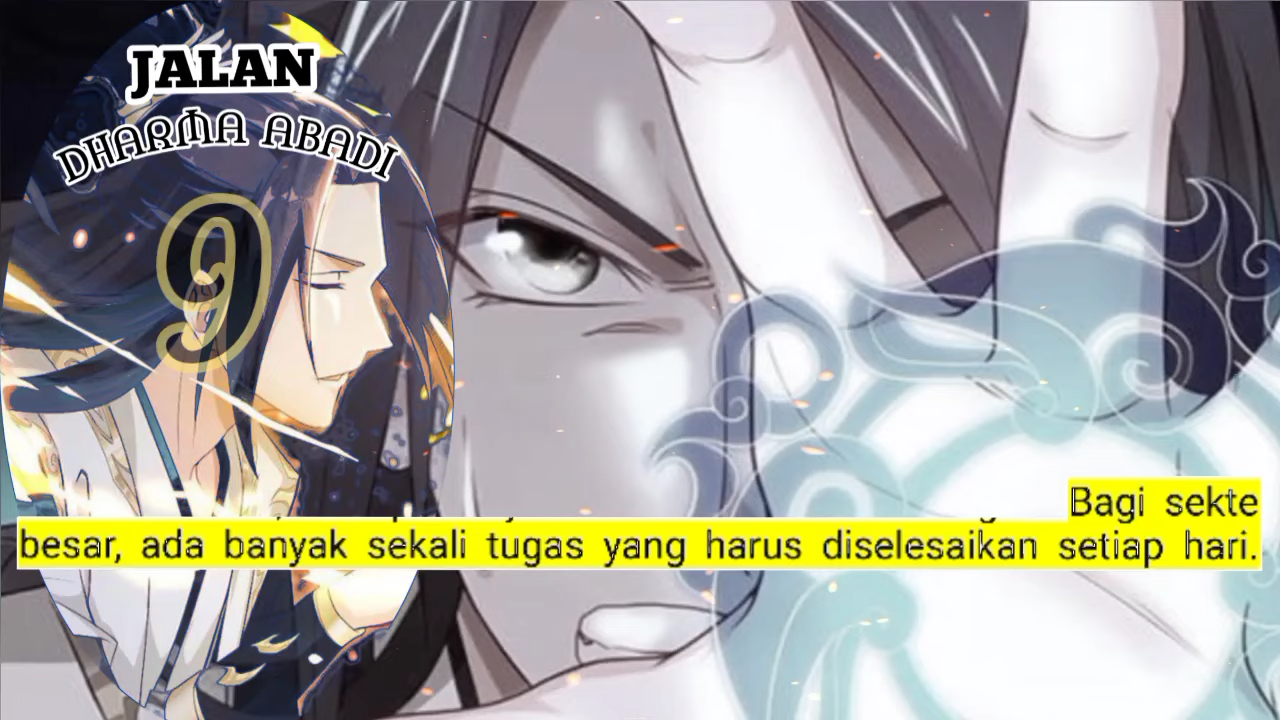 JALAN
DHARMA ABADI
9
Bagi sekte
besar, ada banyak sekali tugas yang harus diselesaikan setiap hari.